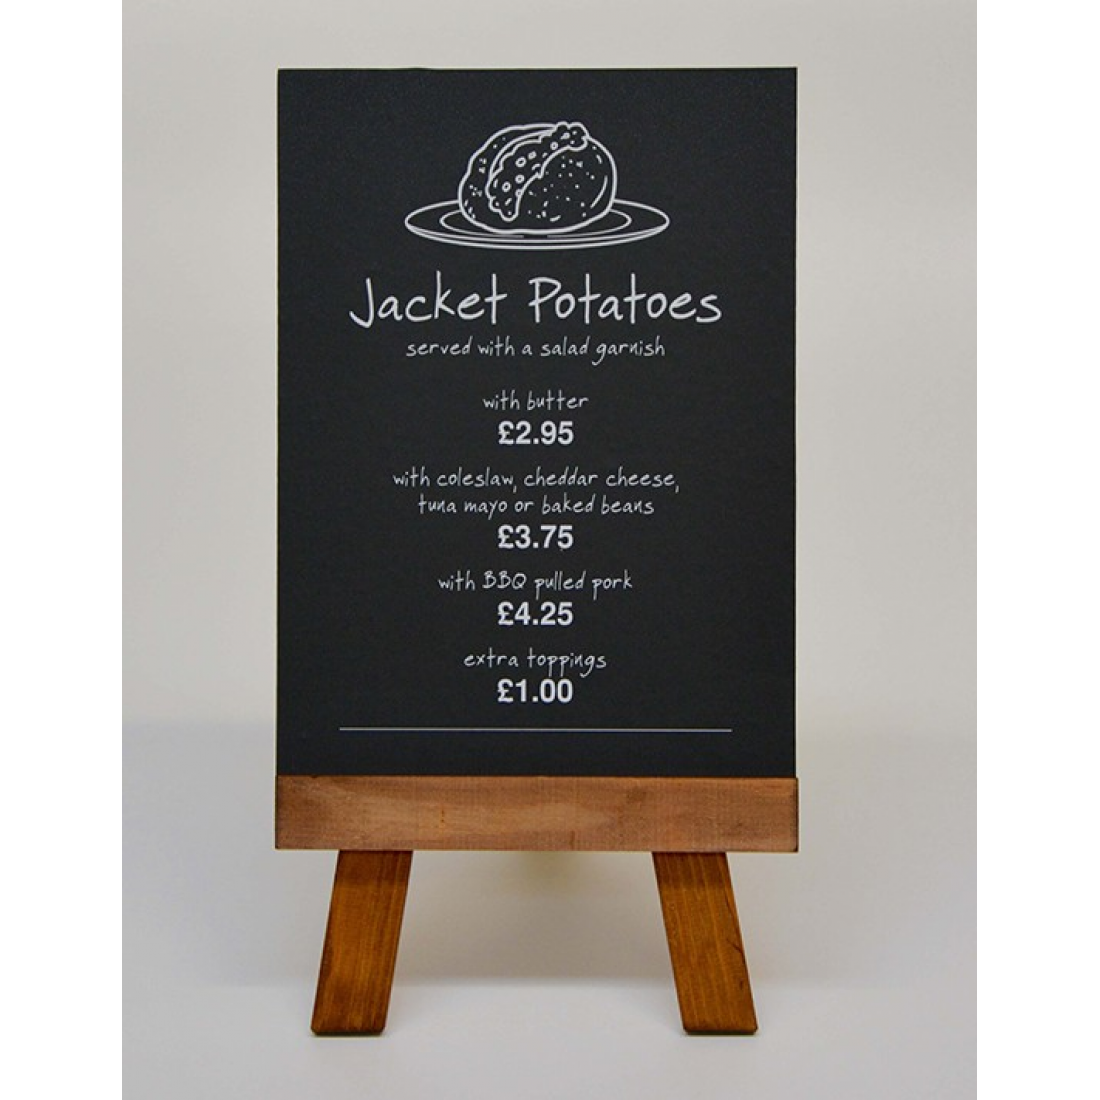 Jacket Potatoes
served with a salad garnish
with butter
£2.95
with coleslaw, cheddar cheese,
tuna mayo or baked beans
£3.75
with BBQ pulled pork
£4.25
extra toppings
£1.00